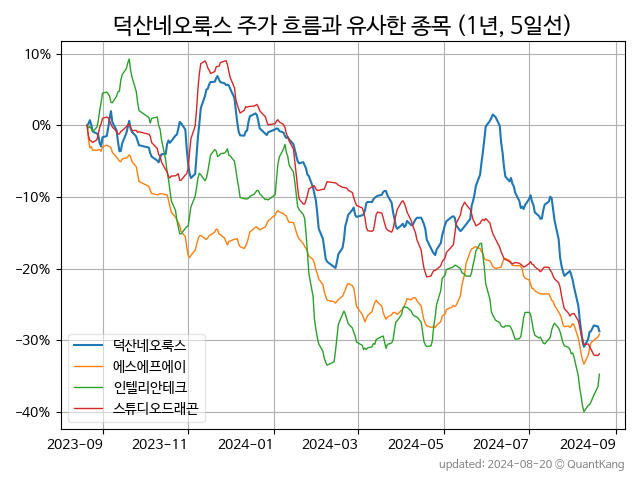 덕산네오룩스 주가 흐름과 유사한 종목 (1년, 5일선)
10%
0%
−10%
−20%
−30%
−40%
덕산네오룩스
에스에프에이
인텔리안테크
스튜디오드래곤
2023-09
2023-11
2024-01
2024-03
2024-05
2024-07
2024-09
updated: 2024-08-20 © QuantKang